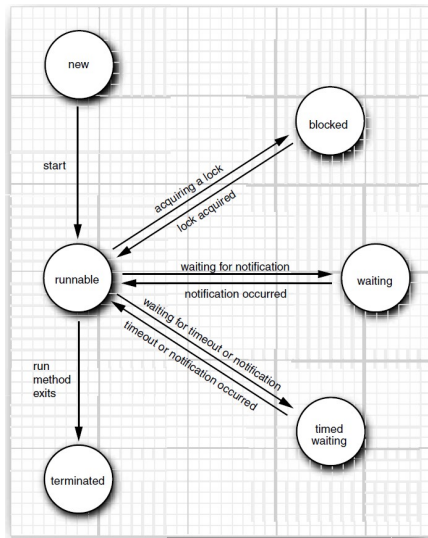 new
blocked
start
acquiring a lock
lock acquired
runnable
waiting for notification
notification occurred
waiting
waiting for timeout or notification
timeout or notification occurred
run
method
exits
timed
waiting
terminated